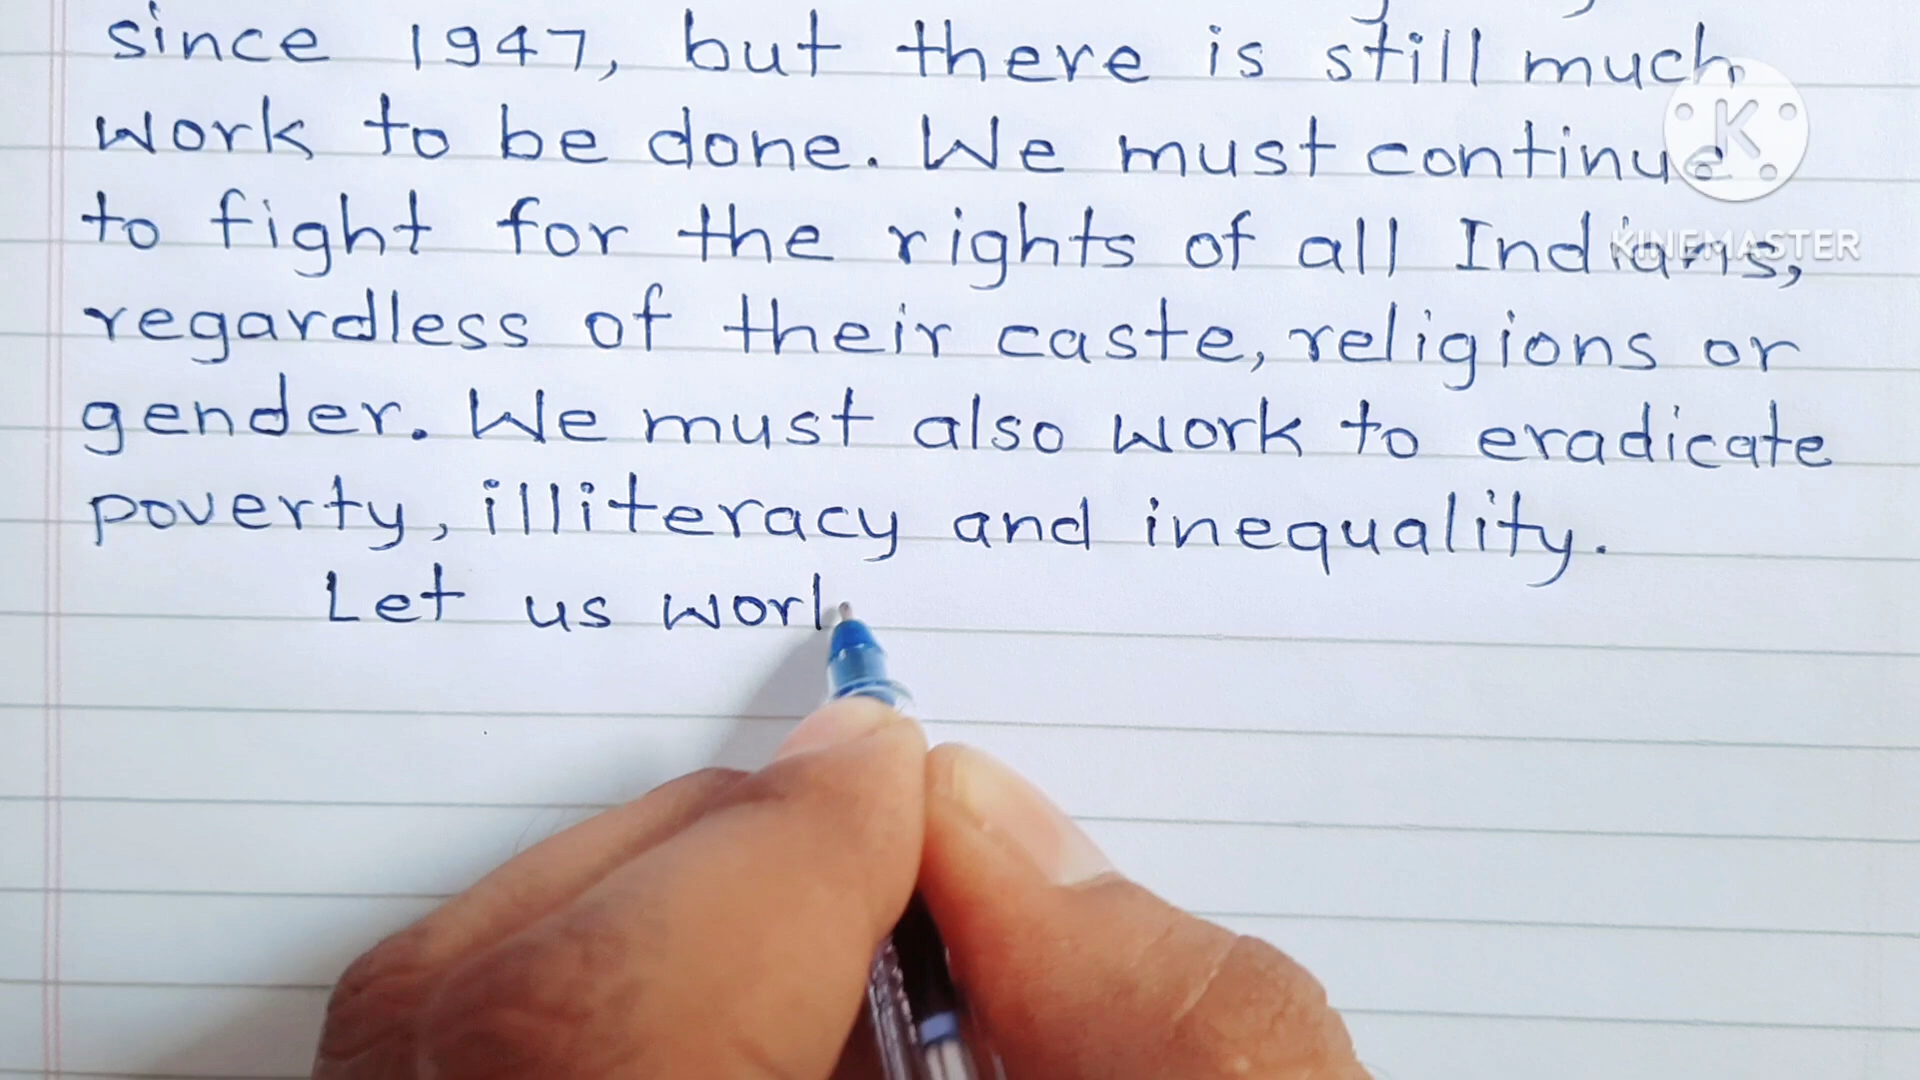 since 1947, but there is still much
work to be done. We must continue
to fight for the rights of all Indians,
regardless of their caste, religions or
gender. We must also work to eradicate
poverty, illiteracy and inequality.
Let us worl
K
KINEMASTER